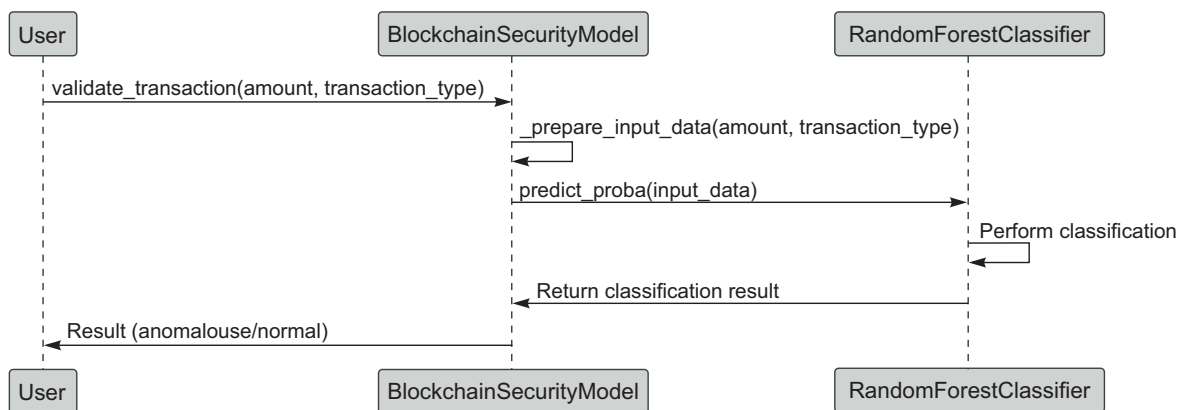 User
BlockchainSecurityModel
RandomForestClassifier
validate_transaction(amount, transaction_type)
_prepare_input_data(amount, transaction_type)
predict_proba(input_data)
Perform classification
Return classification result
Result (anomalouse/normal)
User
BlockchainSecurityModel
RandomForestClassifier